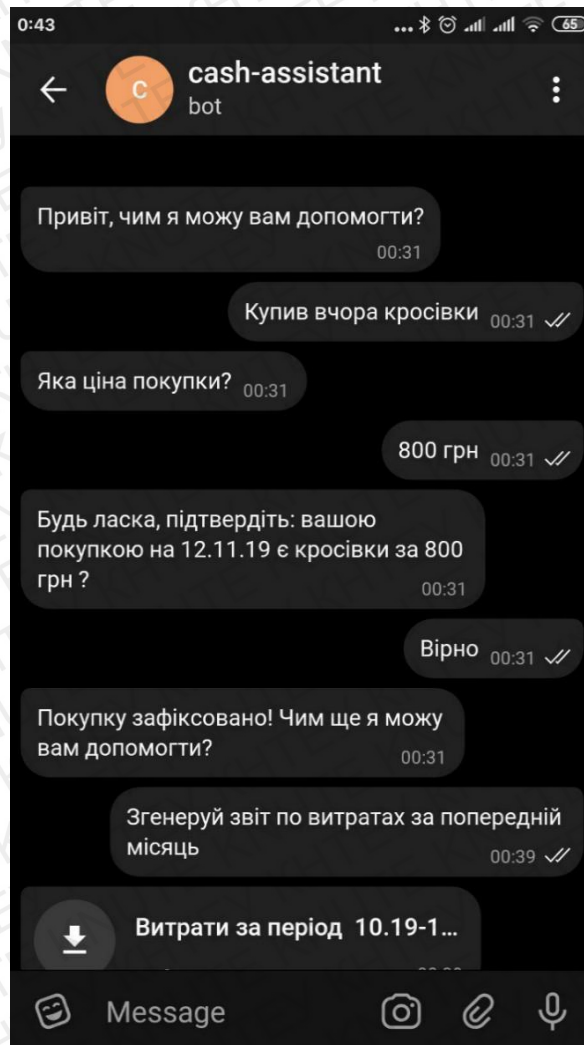 0:43
65
C
cash-assistant
bot
Привіт, чим я можу вам допомогти?
00:31
Купив вчора кросівки 00:31
Яка ціна покупки? 00:31
800 грн 00:31
Будь ласка, підтвердіть: вашою
покупкою на 12.11.19 є кросівки за 800
грн ?
00:31
Вірно 00:31
Покупку зафіксовано! Чим ще я можу
вам допомогти?
00:31
Згенеруй звіт по витратах за попередній
місяць
00:39
Витрати за період 10.19-1...
Message